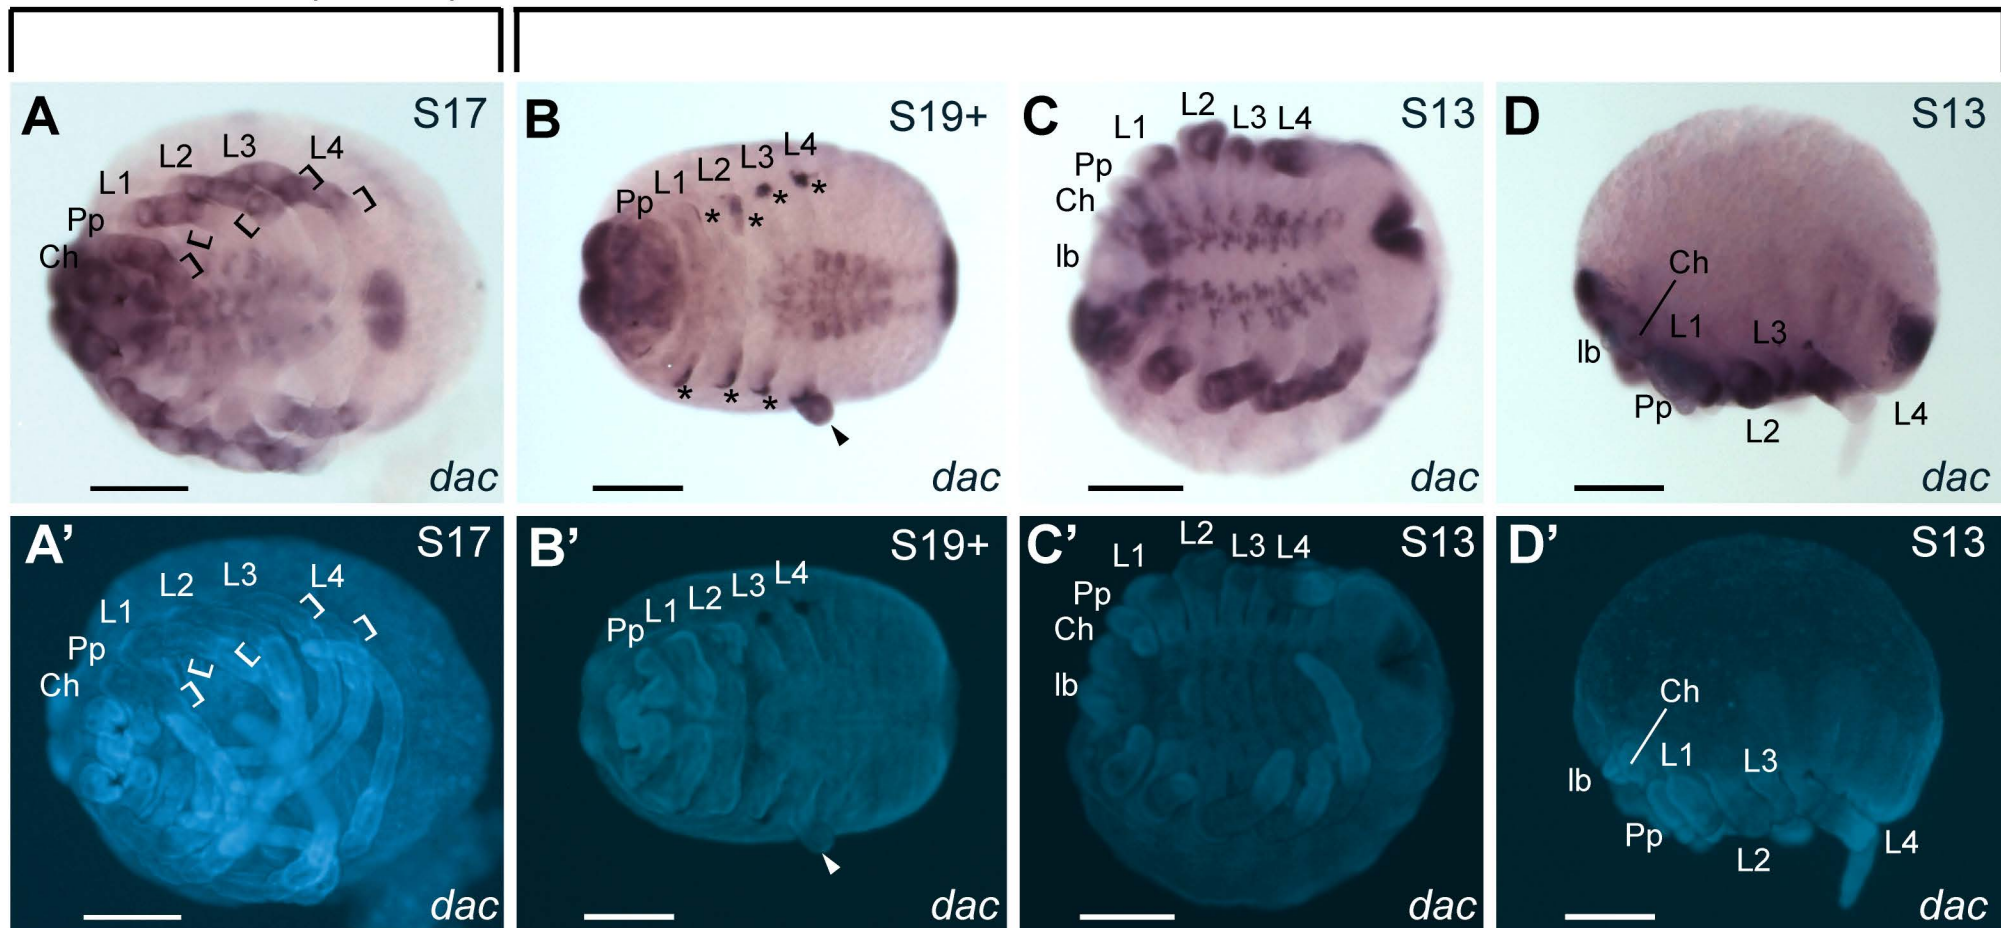 A S17
L1 L2 L3 L4
Pp
Ch
dac
B S19+
Pp L1 L2 L3 L4
* * * *
* * *
dac
C S13
L1 L2 L3 L4
Pp
Ch
lb
dac
D S13
Ch
L1 L3
lb
Pp L2 L4
dac
A’ S17
L1 L2 L3 L4
Pp
Ch
dac
B’ S19+
Pp L1 L2 L3 L4
dac
C’ S13
L1 L2 L3 L4
Pp
Ch
lb
dac
D’ S13
Ch
L1 L3
lb
Pp L2 L4
dac